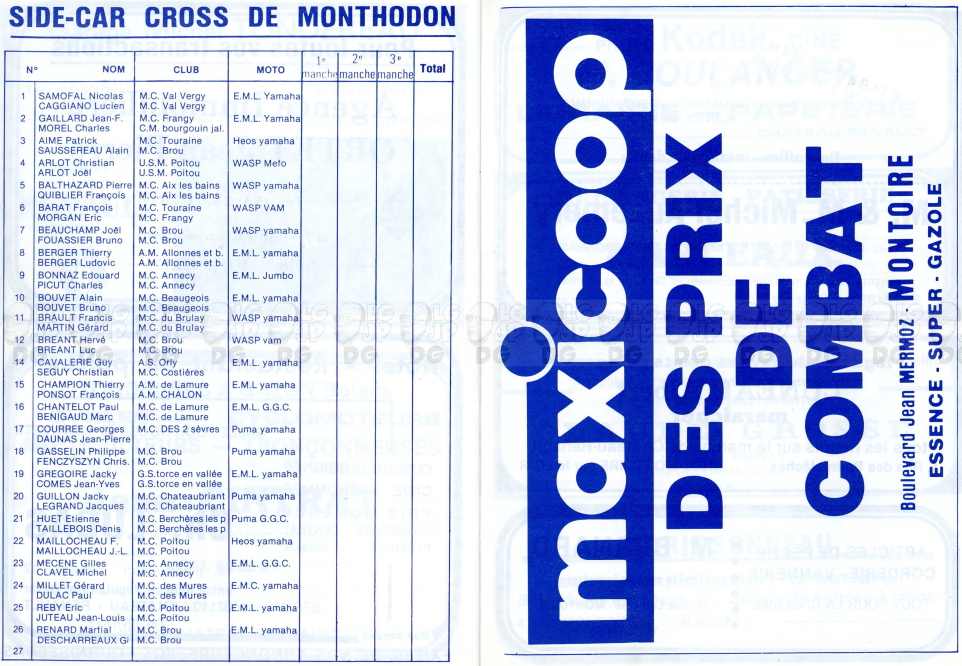 SIDE-CAR CROSS DE MONTHODON
N° NOM CLUB MOTO 1e manche 2e manche 3e manche Total
1 SAMOFAL Nicolas M.C. Val Vergy E.M.L. Yamaha
CAGGIANO Lucien M.C. Val Vergy
2 GAILLARD Jean-F. M.C. Frangy E.M.L. Yamaha
MOREL Charles C.M. bourgouin jal.
3 AIME Patrick M.C. Touraine Heos yamaha
SAUSSEREAU Alain M.C. Brou
4 ARLOT Christian U.S.M. Poitou WASP Mefo
ARLOT Joël U.S.M. Poitou
5 BALTHAZARD Pierre M.C. Aix les bains WASP yamaha
QUIBLIER François M.C. Aix les bains
6 BARAT François M.C. Touraine WASP VAM
MORGAN Eric M.C. Frangy
7 BEAUCHAMP Joël M.C. Brou WASP yamaha
FOUASSIER Bruno M.C. Brou
8 BERGER Thierry A.M. Allonnes et b. E.M.L. yamaha
BERGER Ludovic A.M. Allonnes et b.
9 BONNAZ Edouard M.C. Annecy E.M.L. Jumbo
PICUT Charles M.C. Annecy
10 BOUVET Alain M.C. Beaugeois E.M.L. yamaha
BOUVET Bruno M.C. Beaugeois
11 BRAULT Francis M.C. du Brulay WASP yamaha
MARTIN Gérard M.C. du Brulay
12 BREANT Hervé M.C. Brou WASP vam
BREANT Luc M.C. Brou
14 CAVALERIE Guy A.S. Orly E.M.L. yamaha
SEGUY Christian M.C. Costières
15 CHAMPION Thierry A.M. de Lamure E.M.L. yamaha
PONSOT François A.M. CHALON
16 CHANTELOT Paul M.C. de Lamure E.M.L. G.G.C.
BENIGAUD Marc M.C. de Lamure
17 COURREE Georges M.C. DES 2 sèvres Puma yamaha
DAUNAS Jean-Pierre
18 GASSELIN Philippe M.C. Brou Puma yamaha
FENCZYSZYN Chris. M.C. Brou
19 GREGOIRE Jacky G.S.torce en vallée E.M.L. yamaha
COMES Jean-Yves G.S.torce en vallée
20 GUILLON Jacky M.C. Chateaubriant Puma yamaha
LEGRAND Jacques M.C. Chateaubriant
21 HUET Etienne M.C. Berchères les p Puma G.G.C.
TAILLEBOIS Denis M.C. Berchères les p
22 MAILLOCHEAU F. M.C. Poitou Heos yamaha
MAILLOCHEAU J.-L. M.C. Poitou
23 MECENE Gilles M.C. Annecy E.M.L. G.G.C.
CLAVEL Michel M.C. Annecy
24 MILLET Gérard M.C. des Mures E.M.C. yamaha
DULAC Paul M.C. des Mures
25 REBY Eric M.C. Poitou E.M.L. yamaha
JUTEAU Jean-Louis M.C. Poitou
26 RENARD Martial M.C. Brou E.M.L. yamaha
DESCHARREAUX Gi M.C. Brou
27
maxicoop
DES PRIX
DE
COMBAT
Boulevard Jean MERMOZ - MONTOIRE
ESSENCE - SUPER - GAZOLE